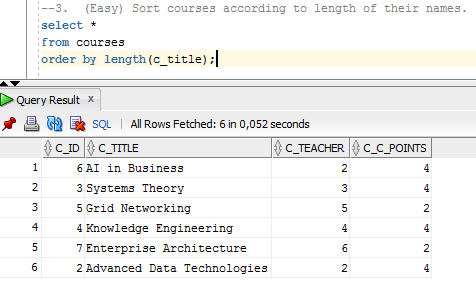 --3. (Easy) Sort courses according to length of their names.
select *
from courses
order by length(c_title);
Query Result x
SQL | All Rows Fetched: 6 in 0,052 seconds
C_ID C_TITLE C_TEACHER C_C_POINTS
1 6 AI in Business 2 4
2 3 Systems Theory 3 4
3 5 Grid Networking 5 2
4 4 Knowledge Engineering 4 4
5 7 Enterprise Architecture 6 2
6 2 Advanced Data Technologies 2 4